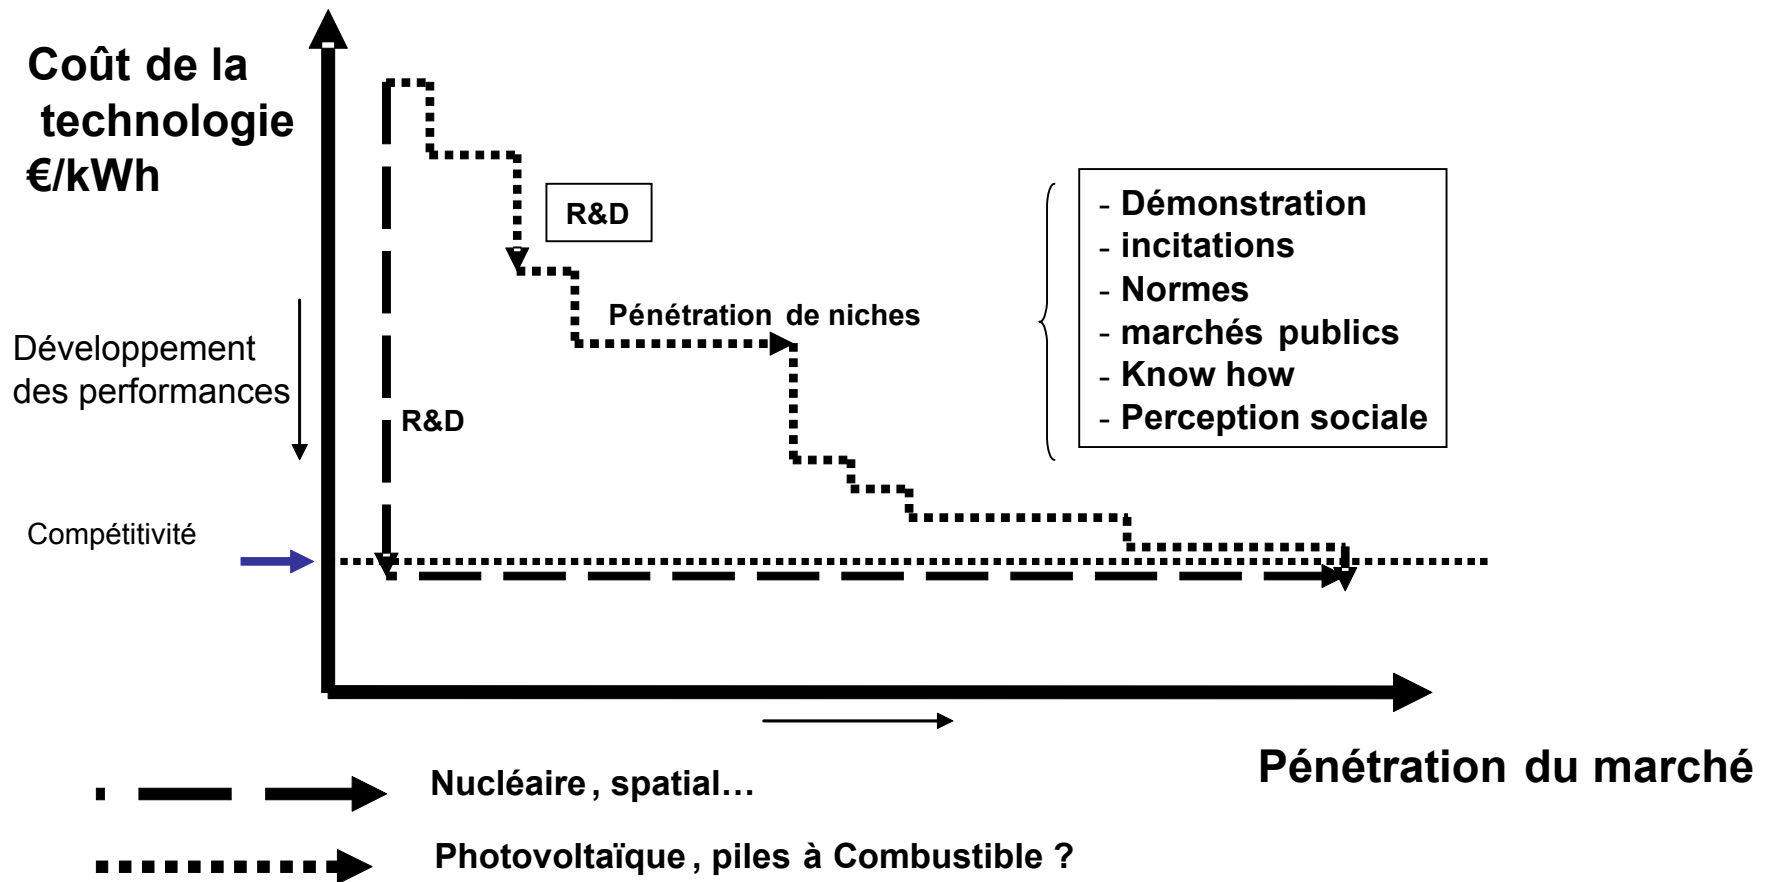 Coût de la
technologie
€/kWh
R&D
- Démonstration
- incitations
- Normes
- marchés publics
- Know how
- Perception sociale
Pénétration de niches
Développement
des performances
R&D
Compétitivité
Pénétration du marché
Nucléaire, spatial...
Photovoltaïque, piles à Combustible ?